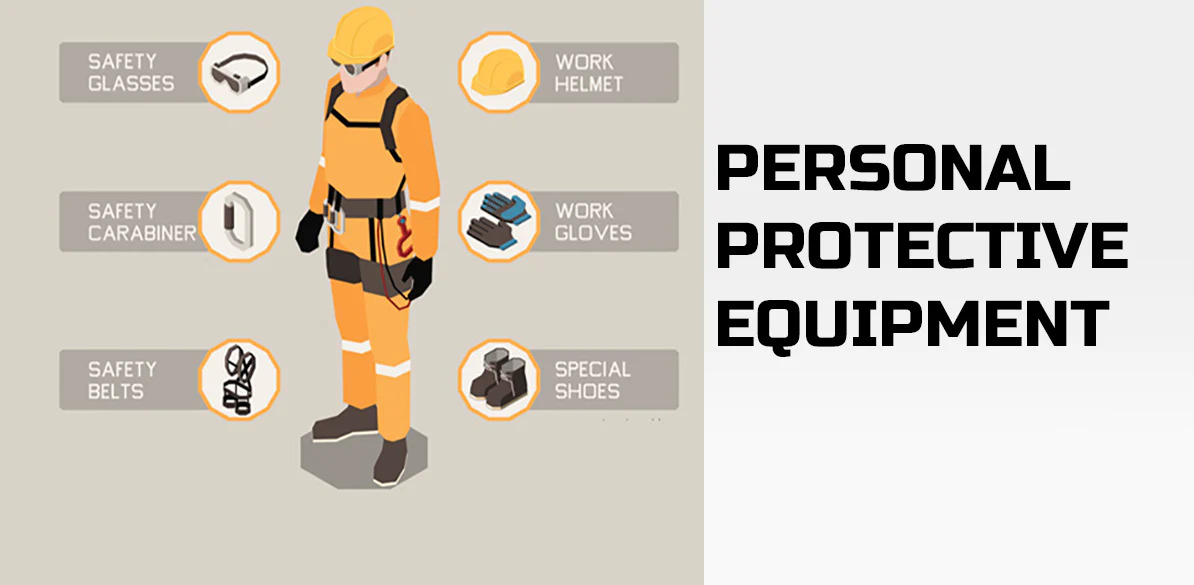 SAFETY
GLASSES
WORK
HELMET
SAFETY
CARABINER
WORK
GLOVES
SAFETY
BELTS
SPECIAL
SHOES
PERSONAL
PROTECTIVE
EQUIPMENT